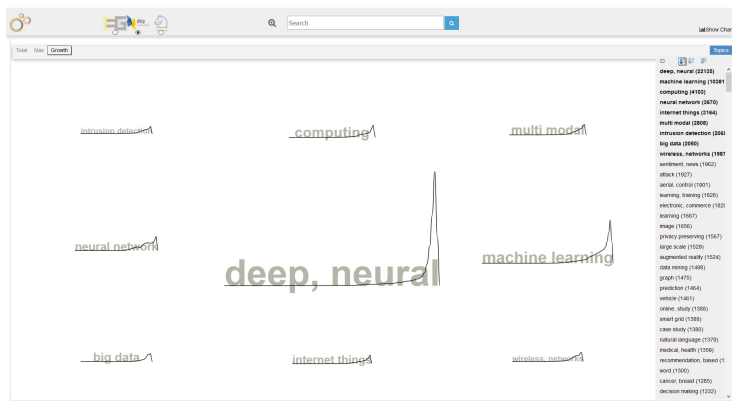 Search
Show Char
Total Max Growth
Topics
deep, neural (22135)
machine learning (10381
computing (4103)
neural network (3670)
internet things (3164)
multi modal (2808)
intrusion detection (206
big data (2050)
wireless, networks (1987
sentiment, news (1962)
attack (1927)
aerial, control (1901)
learning, training (1828)
electronic, commerce (182
learning (1667)
image (1656)
privacy preserving (1567)
large scale (1529)
augmented reality (1524)
data mining (1498)
graph (1475)
prediction (1464)
vehicle (1461)
online, study (1388)
smart grid (1388)
case study (1380)
natural language (1379)
medical, health (1359)
recommendation, based (1
word (1300)
cancer, breast (1285)
decision making (1232)
intrusion detection
computing
multi modal
neural network
deep, neural
machine learning
big data
internet things
wireless, networks